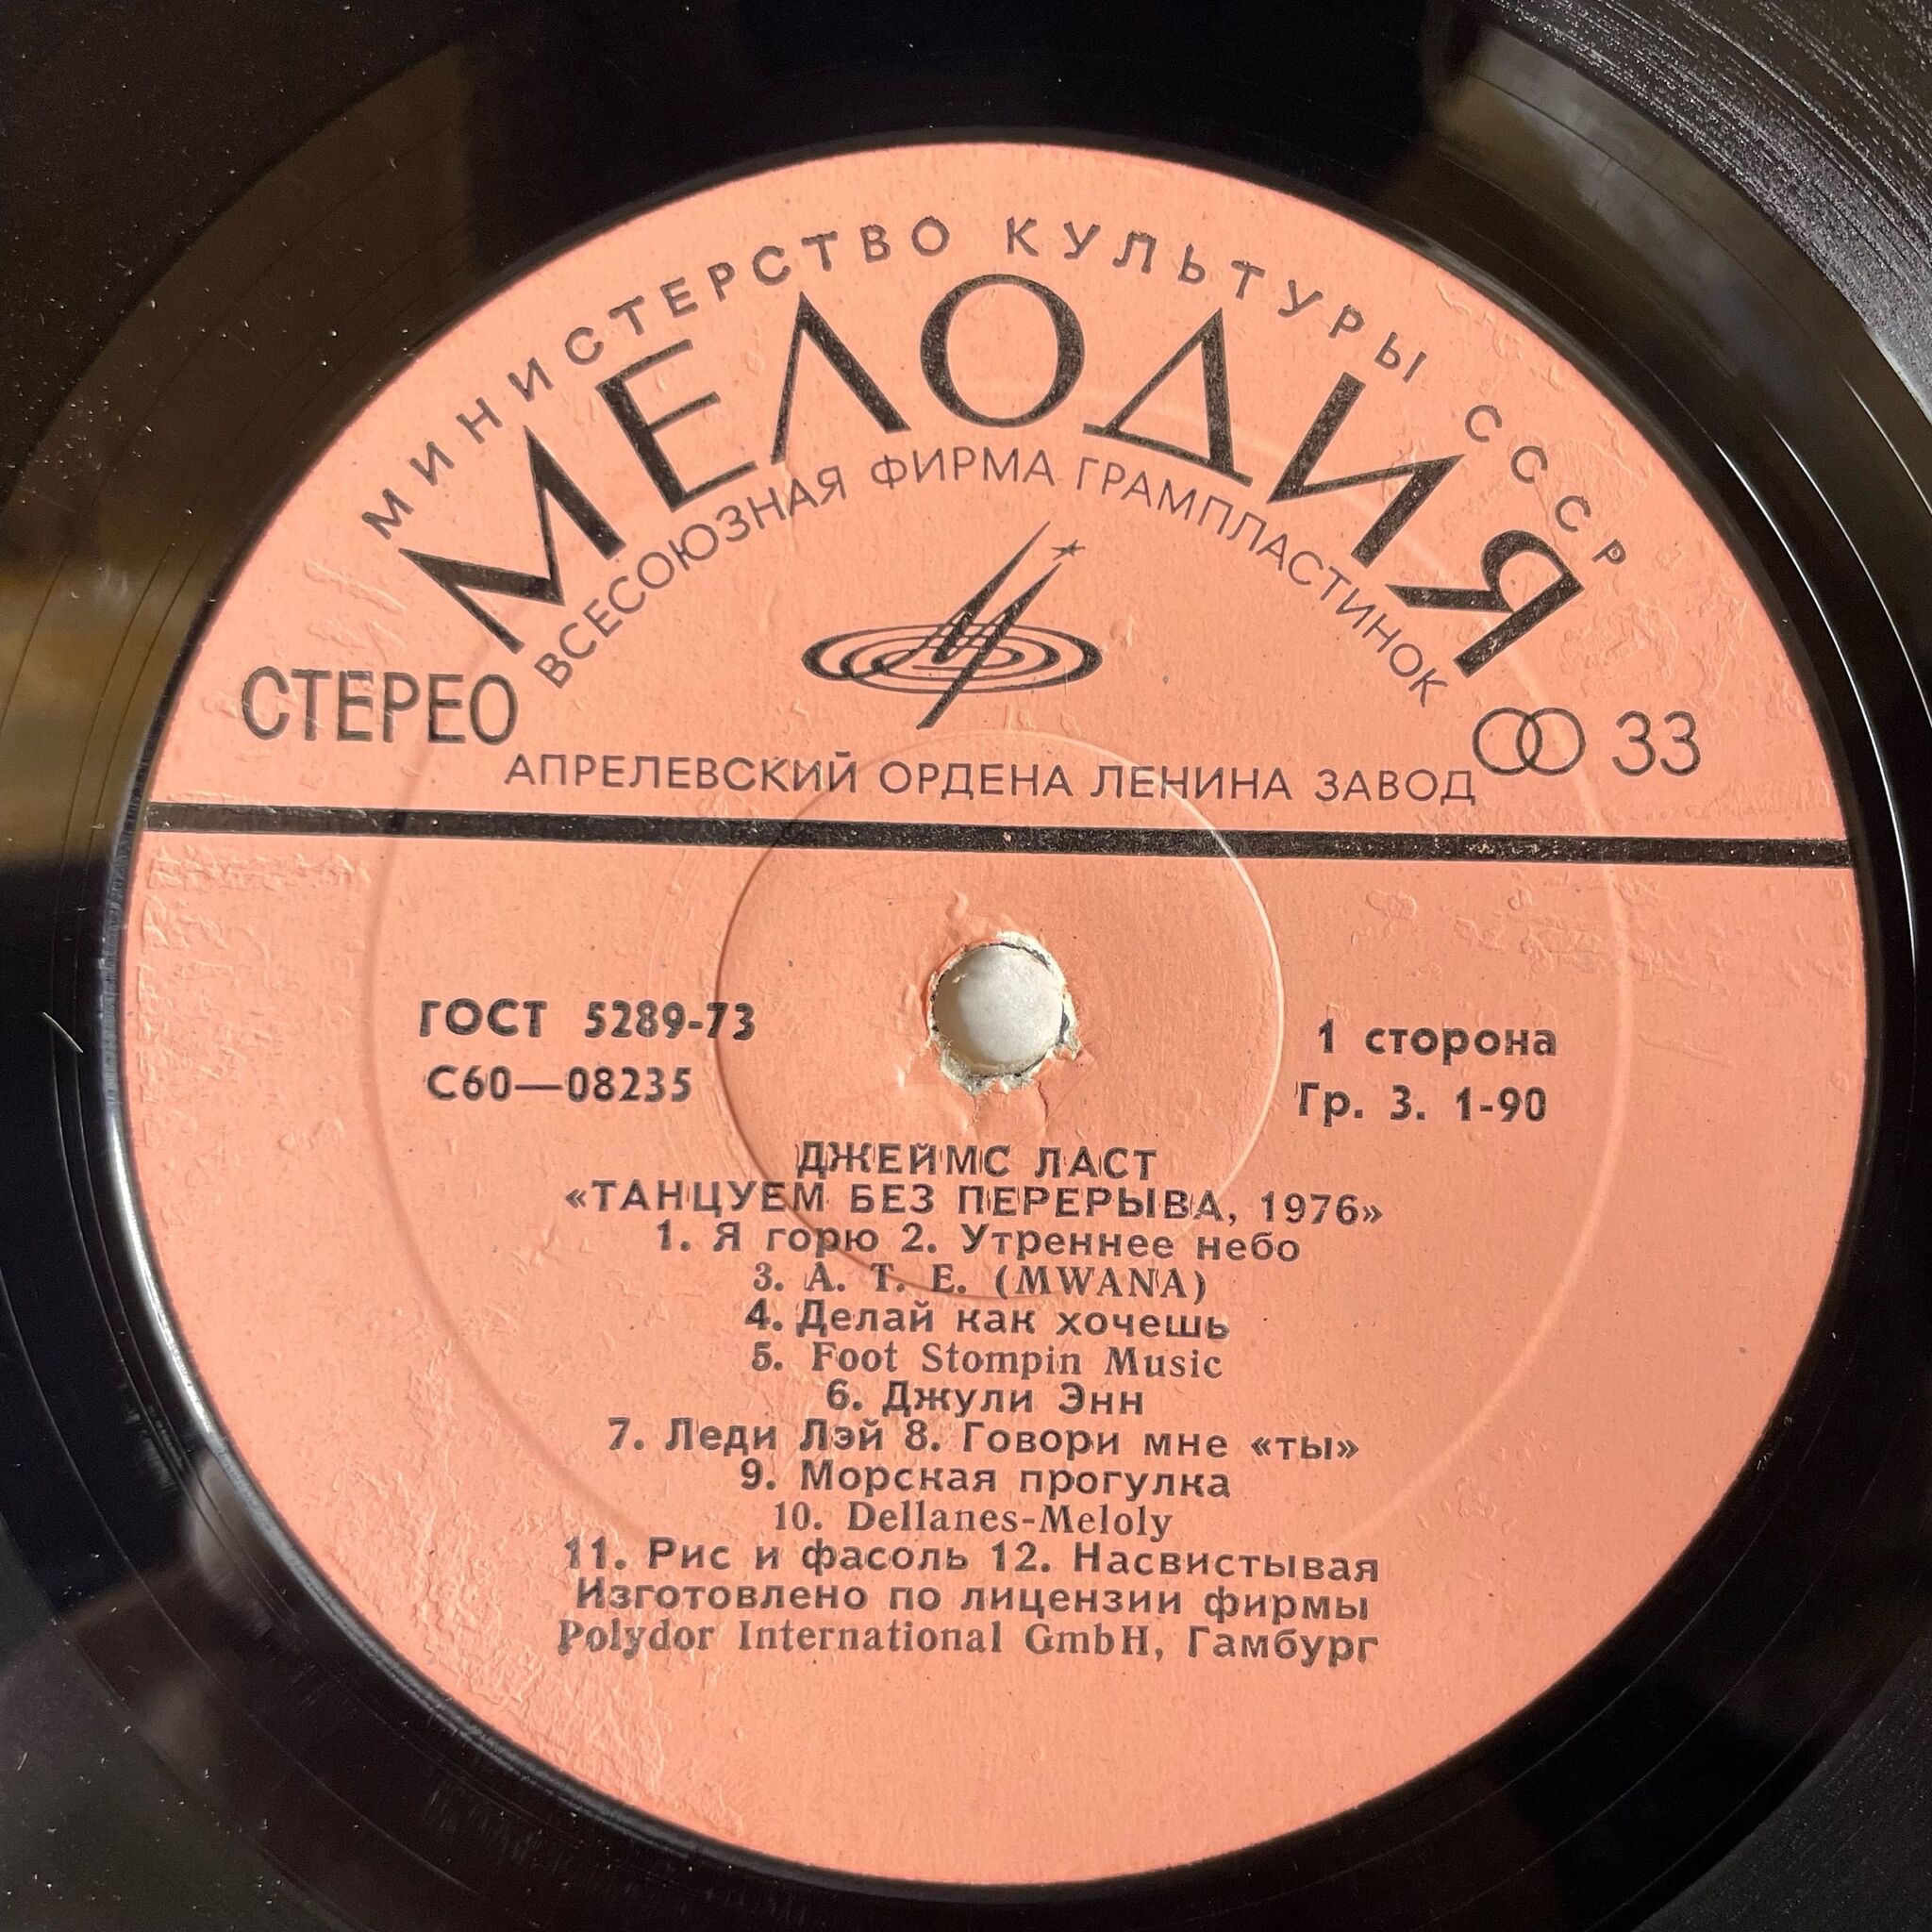 МИНИСТЕРСТВО КУЛЬТУРЫ СССР
МЕЛОДИЯ
ВСЕСОЮЗНАЯ ФИРМА ГРАМПЛАСТИНОК
СТЕРЕО
33
АПРЕЛЕВСКИЙ ОРДЕНА ЛЕНИНА ЗАВОД
ГОСТ 5289-73
С60—08235
1 сторона
Гр. 3. 1-90
ДЖЕЙМС ЛАСТ
«ТАНЦУЕМ БЕЗ ПЕРЕРЫВА, 1976»
1. Я горю 2. Утреннее небо
3. A. T. E. (MWANA)
4. Делай как хочешь
5. Foot Stompin Music
6. Джули Энн
7. Леди Лэй 8. Говори мне «ты»
9. Морская прогулка
10. Dellanes-Meloly
11. Рис и фасоль 12. Насвистывая
Изготовлено по лицензии фирмы
Polydor International GmbH, Гамбург